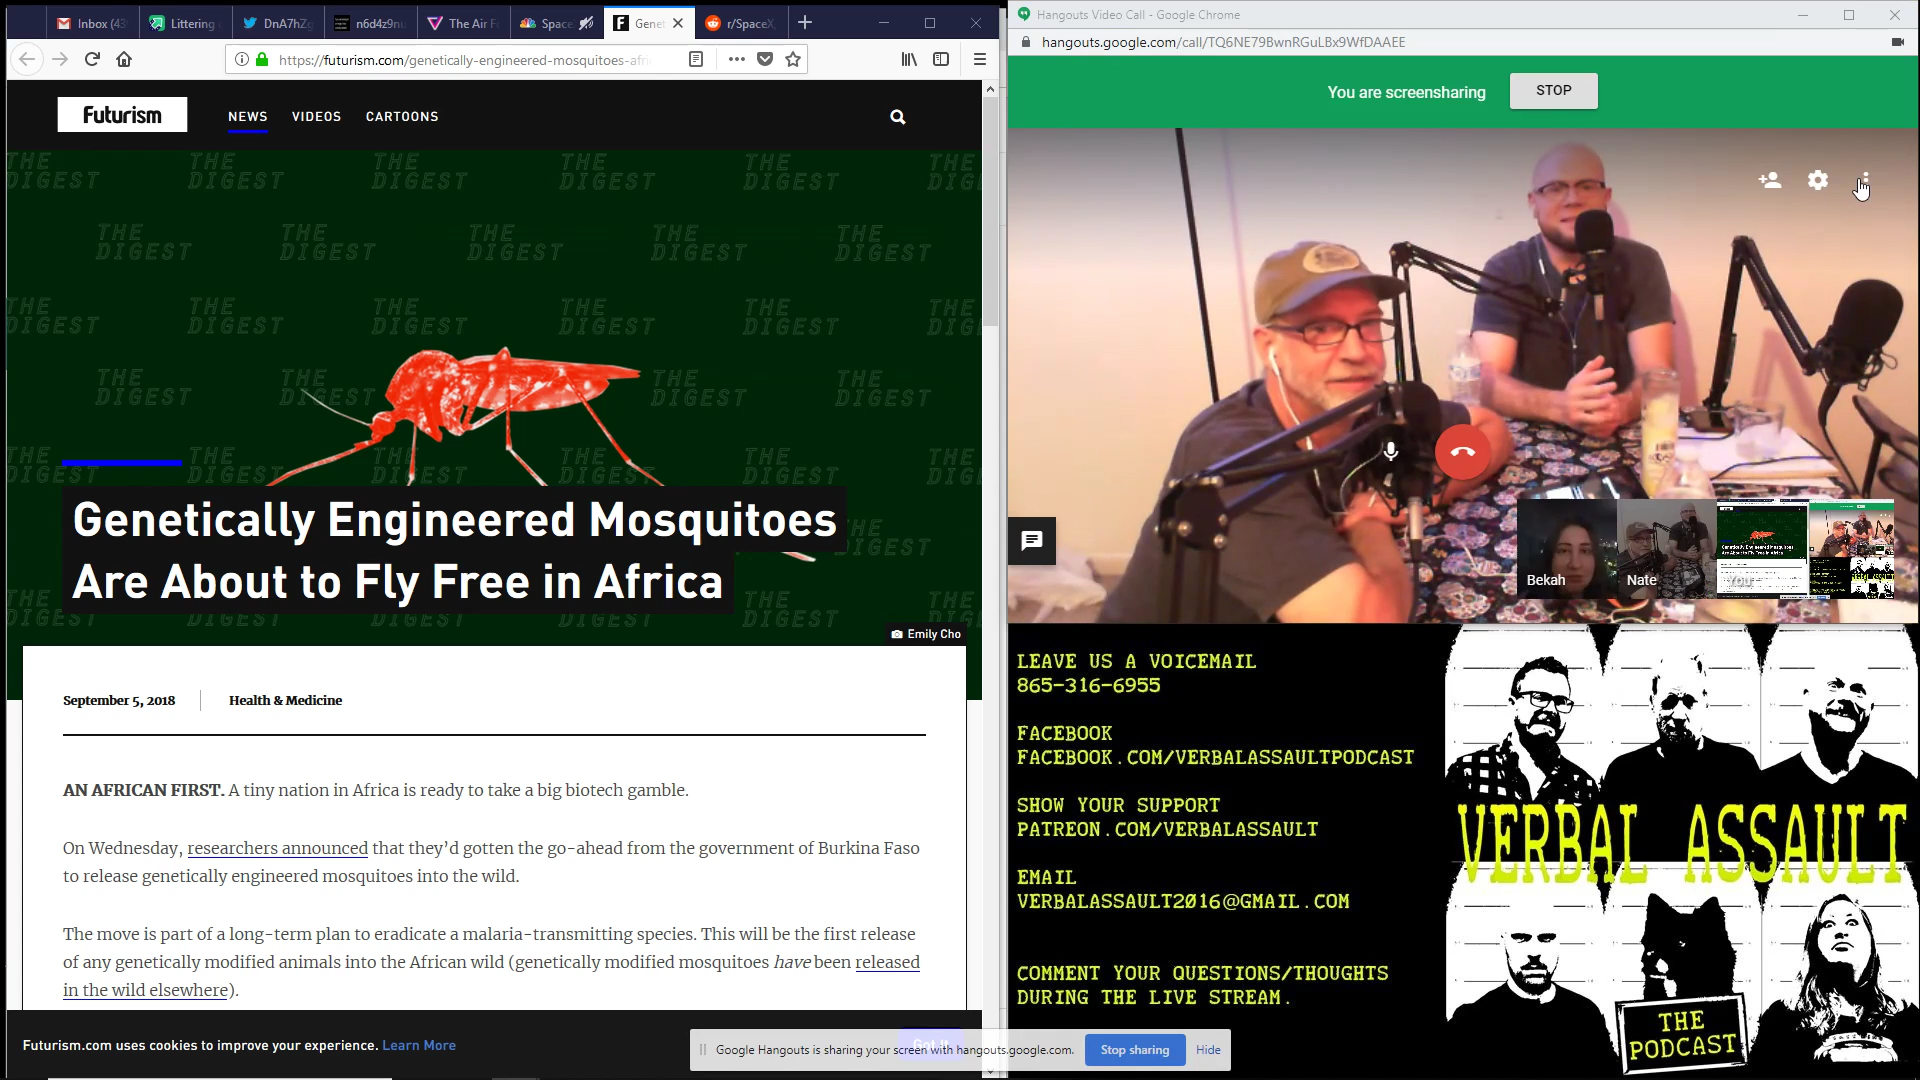 Inbox (43
Littering
DnA7hZg
n6d4z9nu
The Air F
Space
Genet
r/SpaceX
https://futurism.com/genetically-engineered-mosquitoes-afri
Futurism
NEWS
VIDEOS
CARTOONS
THE DIGEST
Genetically Engineered Mosquitoes
Are About to Fly Free in Africa
Emily Cho
September 5, 2018
Health & Medicine
AN AFRICAN FIRST. A tiny nation in Africa is ready to take a big biotech gamble.
On Wednesday, researchers announced that they’d gotten the go-ahead from the government of Burkina Faso
to release genetically engineered mosquitoes into the wild.
The move is part of a long-term plan to eradicate a malaria-transmitting species. This will be the first release
of any genetically modified animals into the African wild (genetically modified mosquitoes have been released
in the wild elsewhere).
Futurism.com uses cookies to improve your experience. Learn More
Got it
Google Hangouts is sharing your screen with hangouts.google.com.
Stop sharing
Hide
Hangouts Video Call - Google Chrome
hangouts.google.com/call/TQ6NE79BwnRGuLBx9WfDAAEE
You are screensharing
STOP
Bekah
Nate
You
LEAVE US A VOICEMAIL
865-316-6955
FACEBOOK
FACEBOOK.COM/VERBALASSAULTPODCAST
SHOW YOUR SUPPORT
PATREON.COM/VERBALASSAULT
EMAIL
VERBALASSAULT2016@GMAIL.COM
COMMENT YOUR QUESTIONS/THOUGHTS
DURING THE LIVE STREAM.
VERBAL ASSAULT
THE
PODCAST